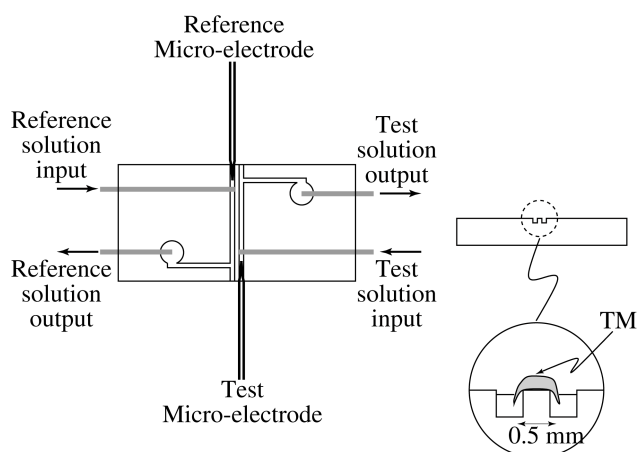 Reference
Micro-electrode
Reference
solution
input
Test
solution
output
Reference
solution
output
Test
solution
input
Test
Micro-electrode
TM
0.5 mm